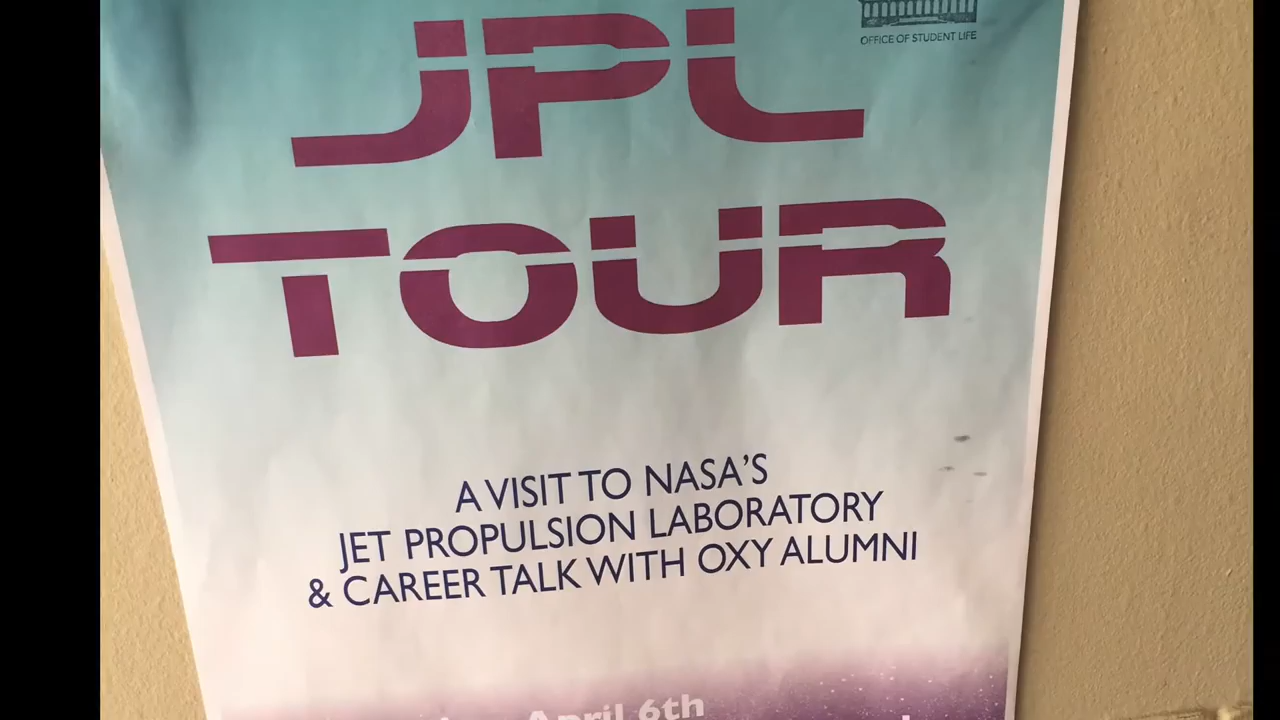 JPL
OFFICE OF STUDENT LIFE
TOUR
A VISIT TO NASA'S
JET PROPULSION LABORATORY
& CAREER TALK WITH OXY ALUMNI
April 6th